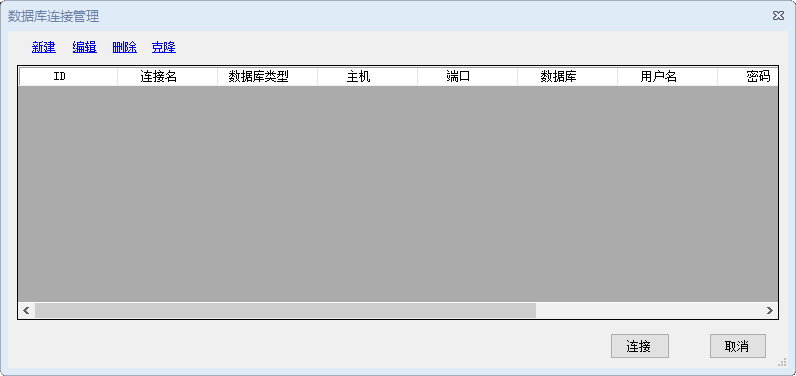 数据库连接管理
新建 编辑 删除 克隆
ID 连接名 数据库类型 主机 端口 数据库 用户名 密码
连接 取消